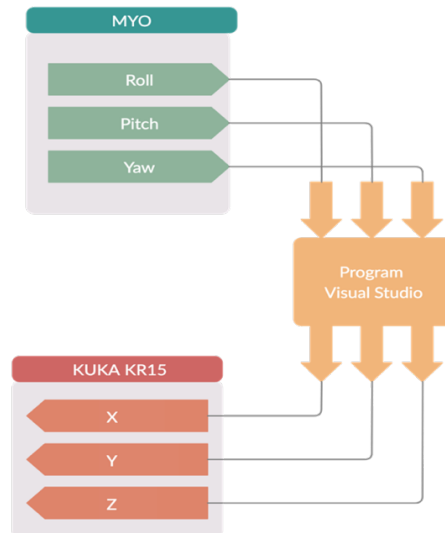 MYO
Roll
Pitch
Yaw
Program
Visual Studio
KUKA KR15
X
Y
Z